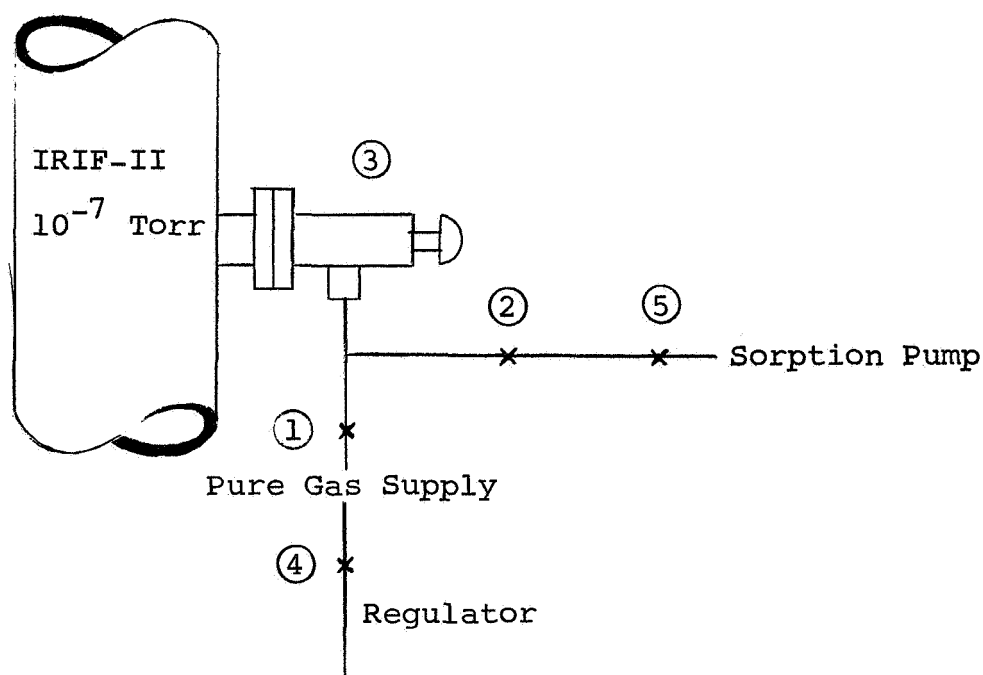 IRIF-II
10⁻⁷ Torr
③
②
⑤
Sorption Pump
①
Pure Gas Supply
④
Regulator